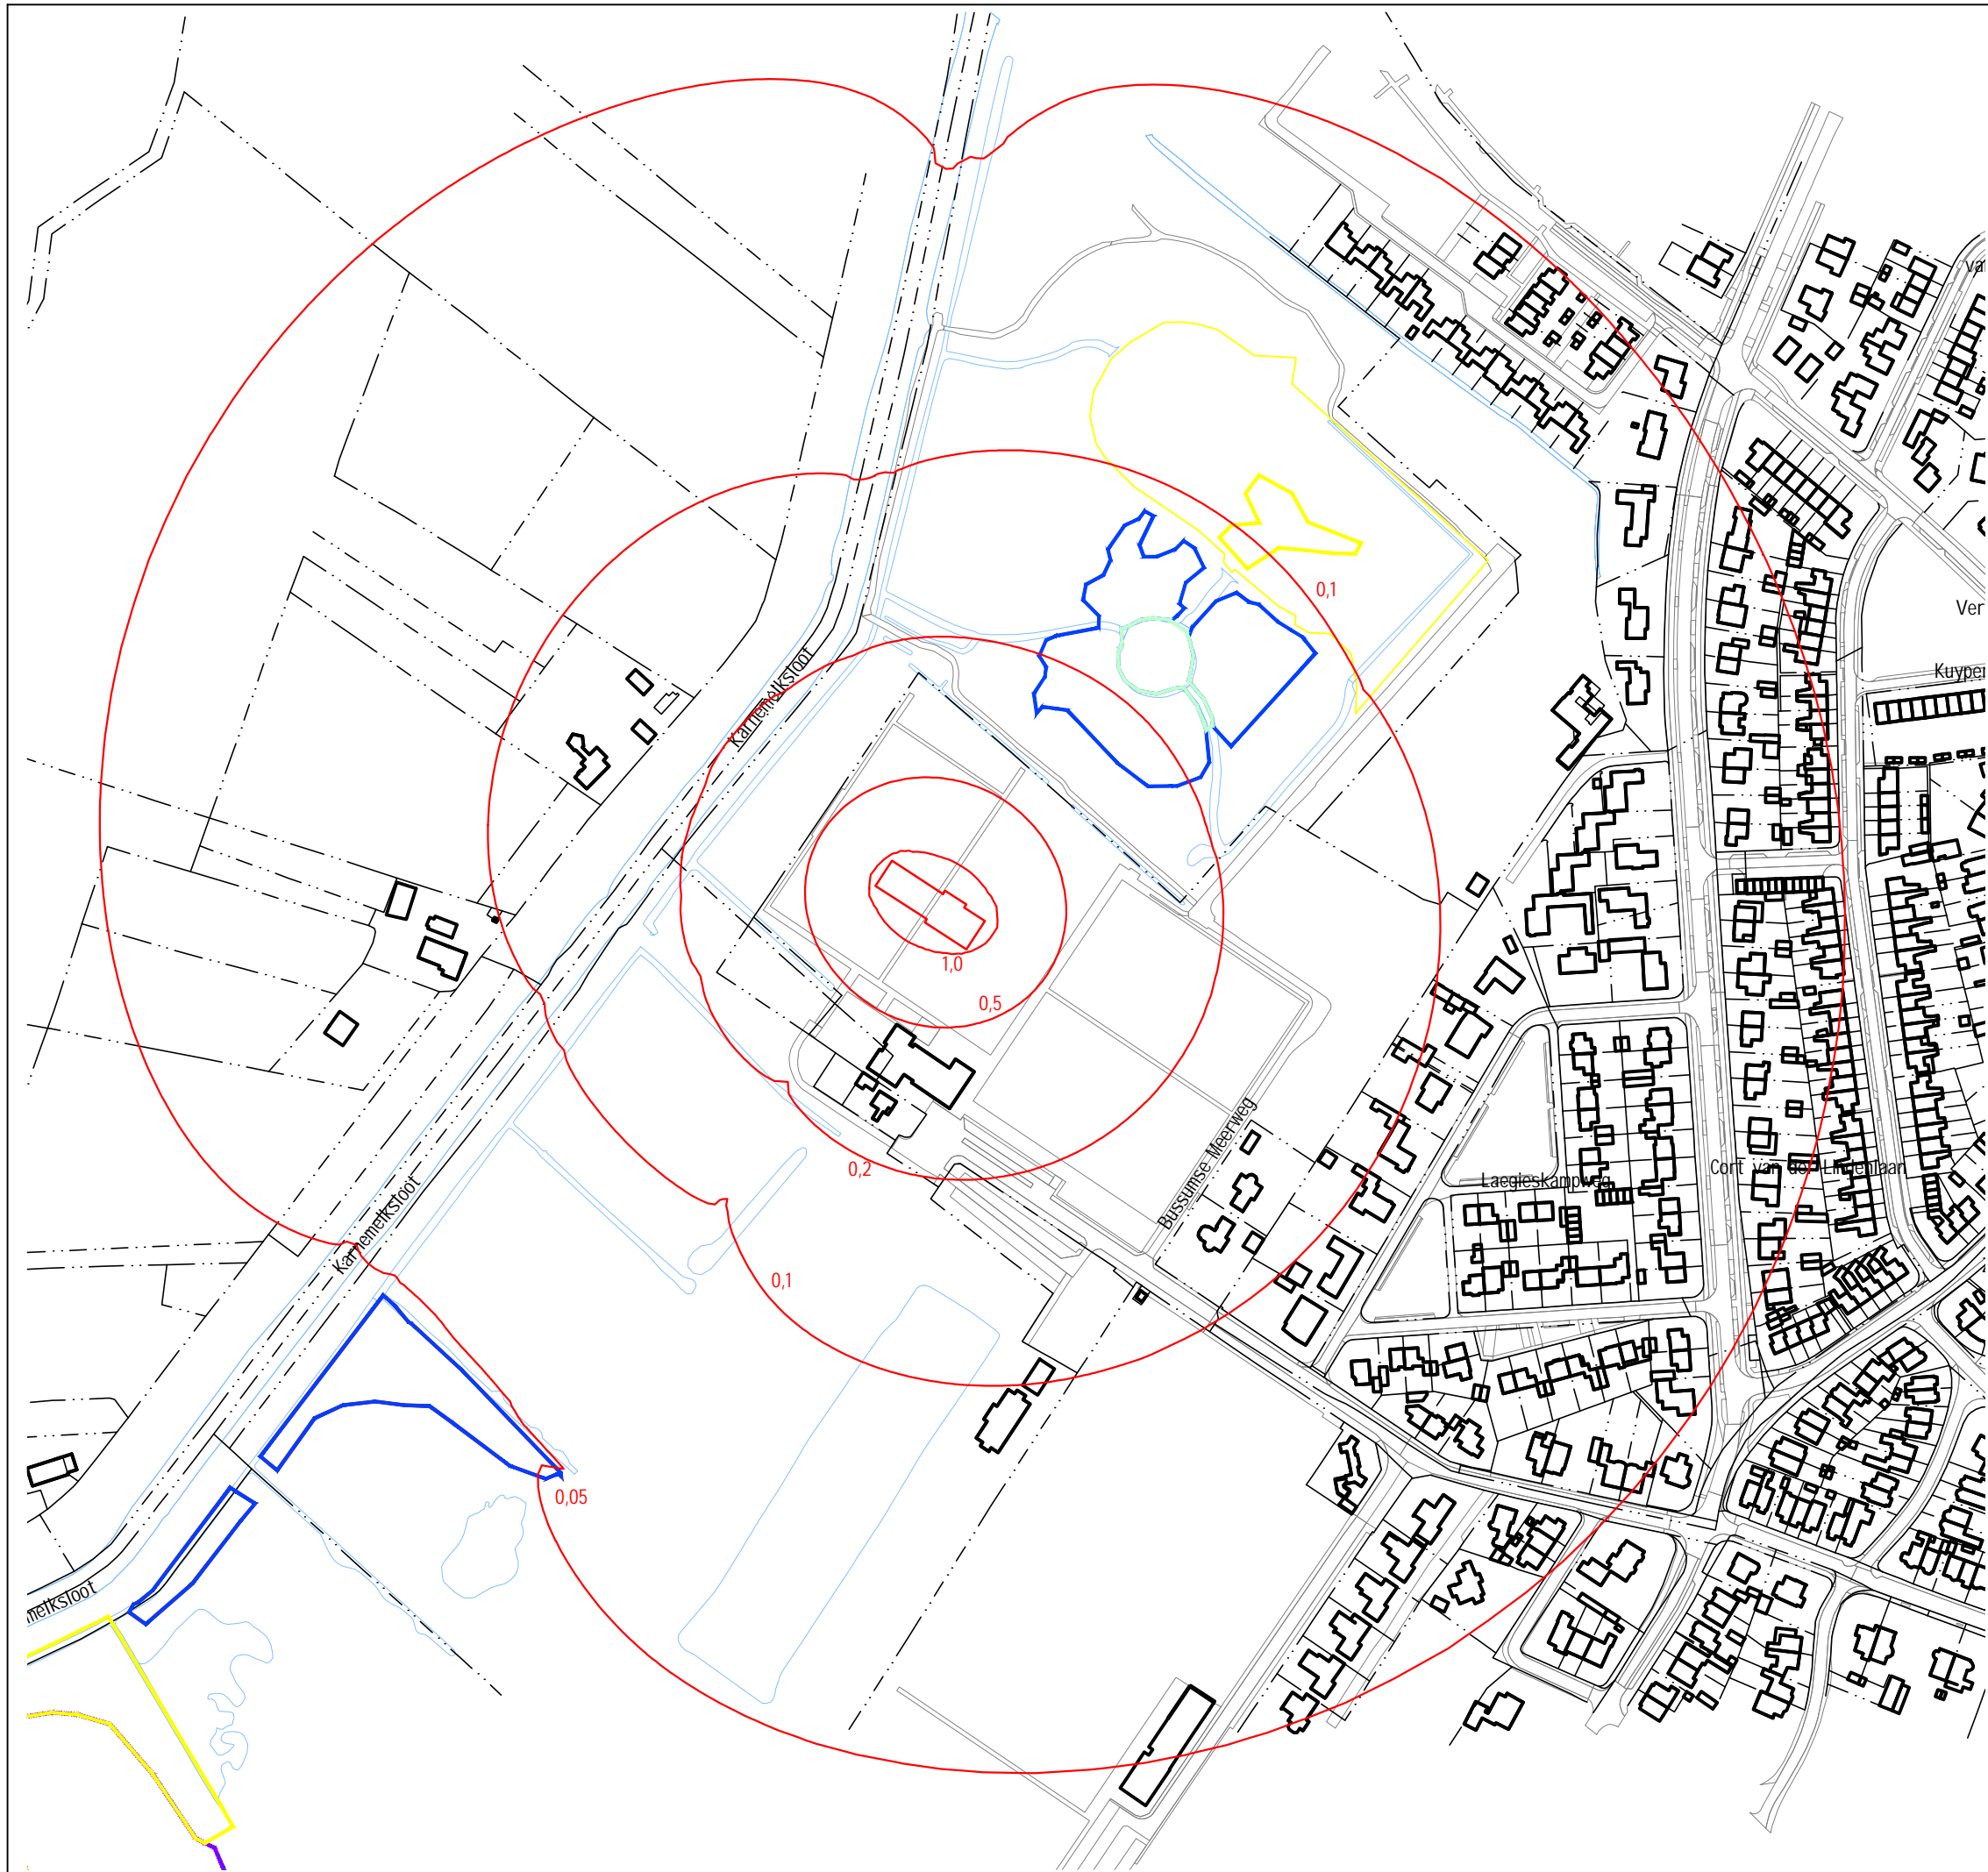 va
0,1
Ver
Kuyper
Karnemelksloot
1,0
0,5
0,2
Bussumse Meerweg
Laegieskampweg
Cort van der Lindenlaan
Karnemelksloot
0,1
0,05
melksloot